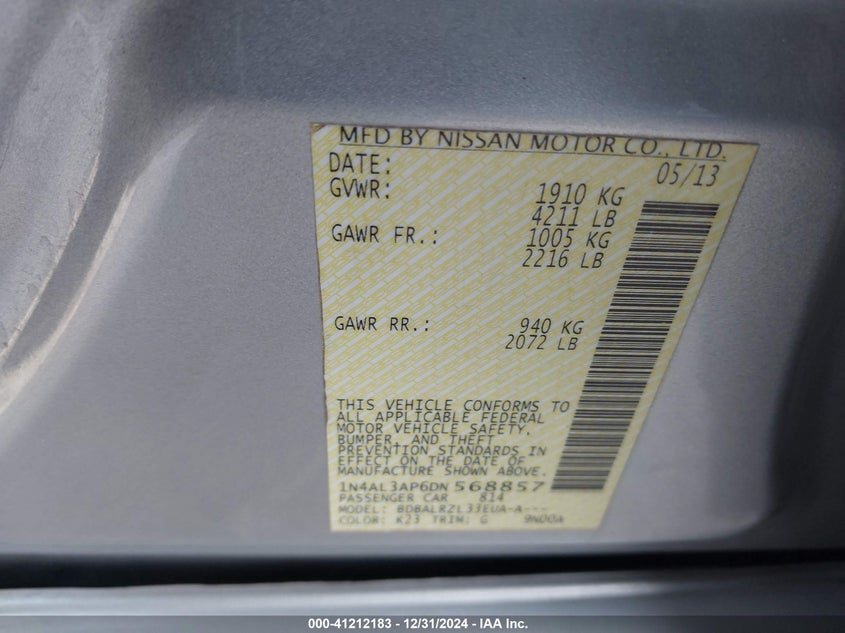 MFD BY NISSAN MOTOR CO., LTD.
DATE: 05/13
GVWR: 1910 KG
4211 LB
GAWR FR.: 1005 KG
2216 LB
GAWR RR.: 940 KG
2072 LB
THIS VEHICLE CONFORMS TO
ALL APPLICABLE FEDERAL
MOTOR VEHICLE SAFETY,
BUMPER, AND THEFT
PREVENTION STANDARDS IN
EFFECT ON THE DATE OF
MANUFACTURE SHOWN ABOVE.
1N4AL3AP6DN568857
PASSENGER CAR 814
MODEL: BDBALRZL33EUA-A---
COLOR: K23 TRIM: G 9N00A
000-41212183 - 12/31/2024 - IAA Inc.